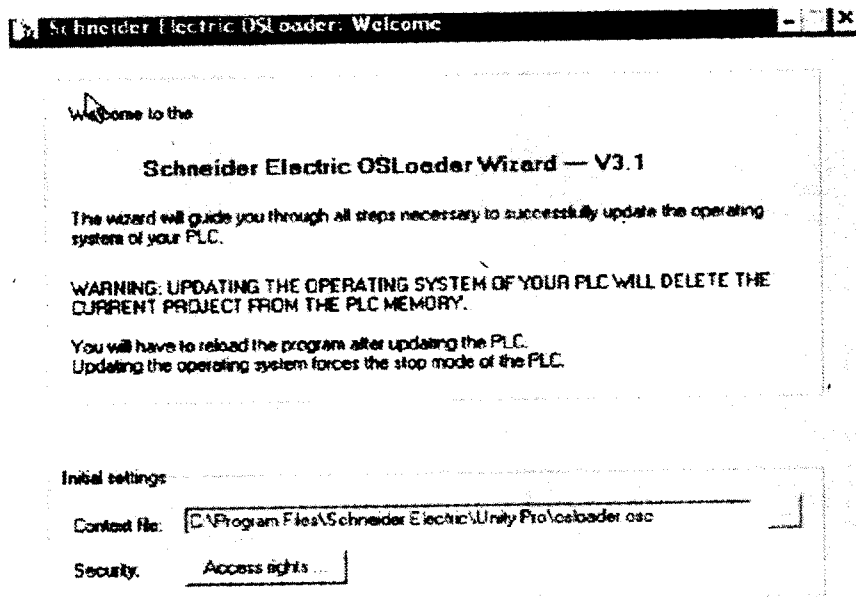 Schneider Electric OSLoader: Welcome
Welcome to the
Schneider Electric OSLoader Wizard — V3.1
The wizard will guide you through all steps necessary to successfully update the operating
system of your PLC.
WARNING: UPDATING THE OPERATING SYSTEM OF YOUR PLC WILL DELETE THE
CURRENT PROJECT FROM THE PLC MEMORY.
You will have to reload the program after updating the PLC.
Updating the operating system forces the stop mode of the PLC.
Initial settings
Context file: C:\Program Files\Schneider Electric\Unity Pro\osloader.osc ...
Security: Access rights ...